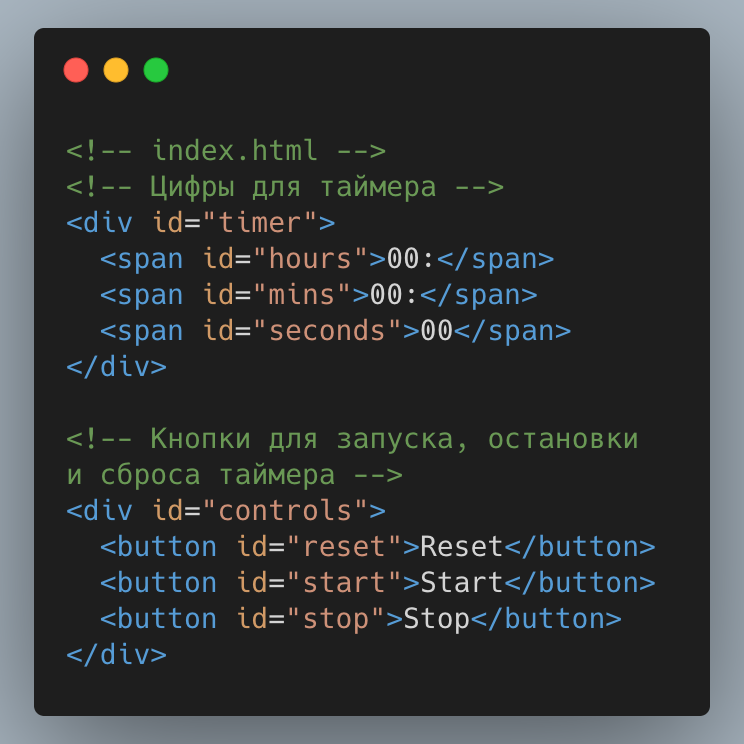 <!-- index.html -->
<!-- Цифры для таймера -->
<div id="timer">
  <span id="hours">00:</span>
  <span id="mins">00:</span>
  <span id="seconds">00</span>
</div>

<!-- Кнопки для запуска, остановки
и сброса таймера -->
<div id="controls">
  <button id="reset">Reset</button>
  <button id="start">Start</button>
  <button id="stop">Stop</button>
</div>